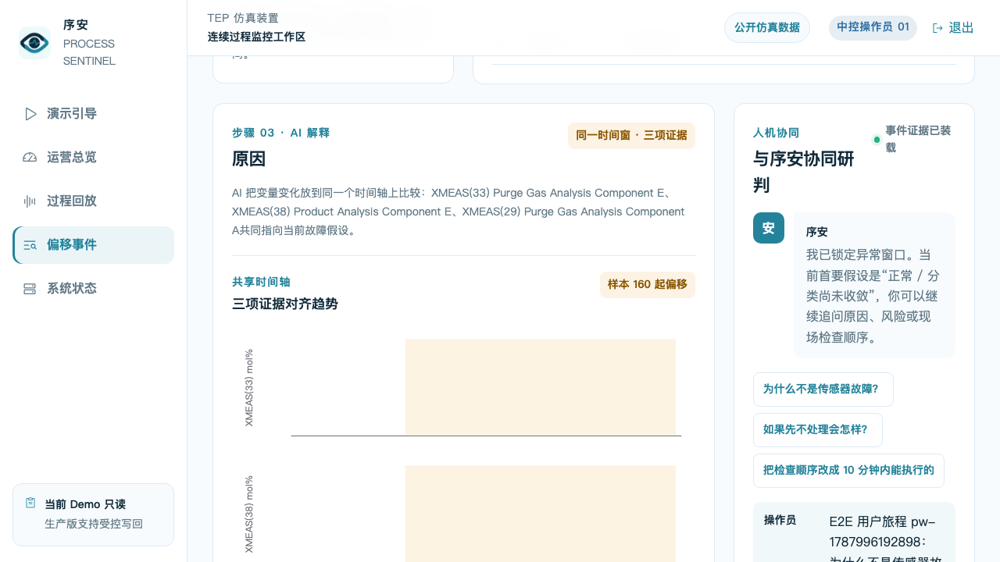 序安
PROCESS
SENTINEL
演示引导
运营总览
过程回放
偏移事件
系统状态
当前 Demo 只读
生产版支持受控写回
TEP 仿真装置
连续过程监控工作区
公开仿真数据
中控操作员 01
退出
步骤 03 · AI 解释
原因
同一时间窗 · 三项证据
AI 把变量变化放到同一个时间轴上比较：XMEAS(33) Purge Gas Analysis Component E、
XMEAS(38) Product Analysis Component E、XMEAS(29) Purge Gas Analysis Component
A共同指向当前故障假设。
共享时间轴
三项证据对齐趋势
样本 160 起偏移
XMEAS(33) mol%
XMEAS(38) mol%
人机协同
与序安协同研
判
事件证据已装
载
安
序安
我已锁定异常窗口。当
前首要假设是“正常 / 分
类尚未收敛”，你可以继
续追问原因、风险或现
场检查顺序。
为什么不是传感器故障？
如果先不处理会怎样？
把检查顺序改成 10 分钟内能执行的
操作员
E2E 用户旅程 pw-
1787996192898：
为什么不是传感器故